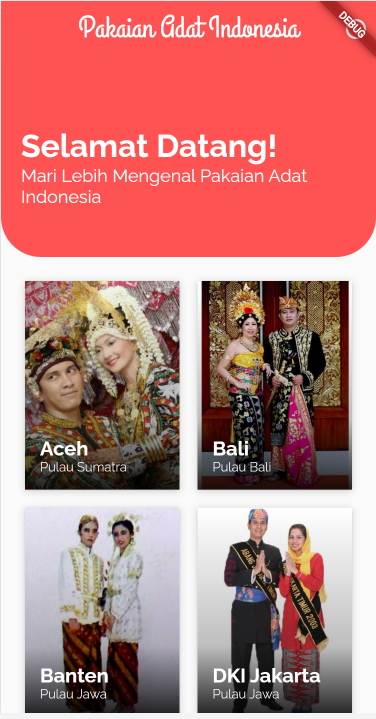 Pakaian Adat Indonesia
DEBUG
Selamat Datang!
Mari Lebih Mengenal Pakaian Adat
Indonesia
Aceh
Pulau Sumatra
Bali
Pulau Bali
Banten
Pulau Jawa
DKI Jakarta
Pulau Jawa